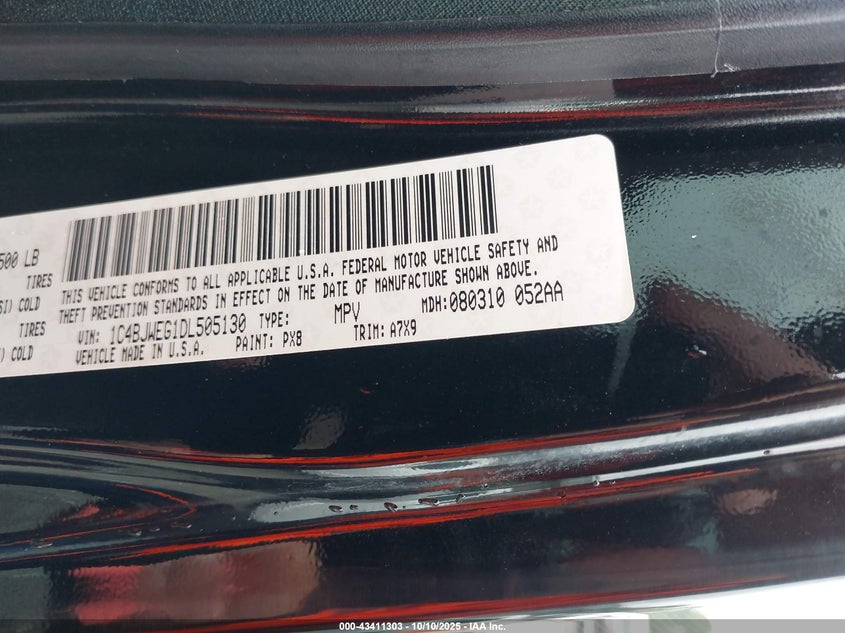 500 LB
TIRES
SI) COLD
TIRES
I) COLD
THIS VEHICLE CONFORMS TO ALL APPLICABLE U.S.A. FEDERAL MOTOR VEHICLE SAFETY AND
THEFT PREVENTION STANDARDS IN EFFECT ON THE DATE OF MANUFACTURE SHOWN ABOVE.
VIN: 1C4BJWEG1DL505130 TYPE: MPV MDH:080310 052AA
VEHICLE MADE IN U.S.A. PAINT: PX8 TRIM: A7X9
000-43411303 - 10/10/2025 - IAA Inc.